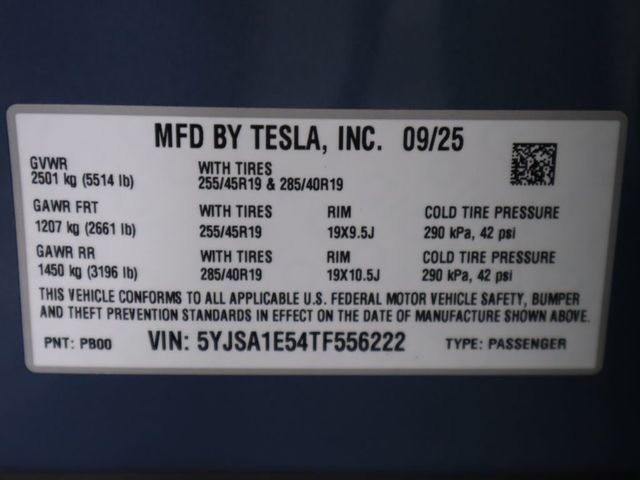 MFD BY TESLA, INC. 09/25
GVWR
2501 kg (5514 lb)
WITH TIRES
255/45R19 & 285/40R19
GAWR FRT
1207 kg (2661 lb)
WITH TIRES
255/45R19
RIM
19X9.5J
COLD TIRE PRESSURE
290 kPa, 42 psi
GAWR RR
1450 kg (3196 lb)
WITH TIRES
285/40R19
RIM
19X10.5J
COLD TIRE PRESSURE
290 kPa, 42 psi
THIS VEHICLE CONFORMS TO ALL APPLICABLE U.S. FEDERAL MOTOR VEHICLE SAFETY, BUMPER
AND THEFT PREVENTION STANDARDS IN EFFECT ON THE DATE OF MANUFACTURE SHOWN ABOVE.
PNT: PB00 VIN: 5YJSA1E54TF556222 TYPE: PASSENGER